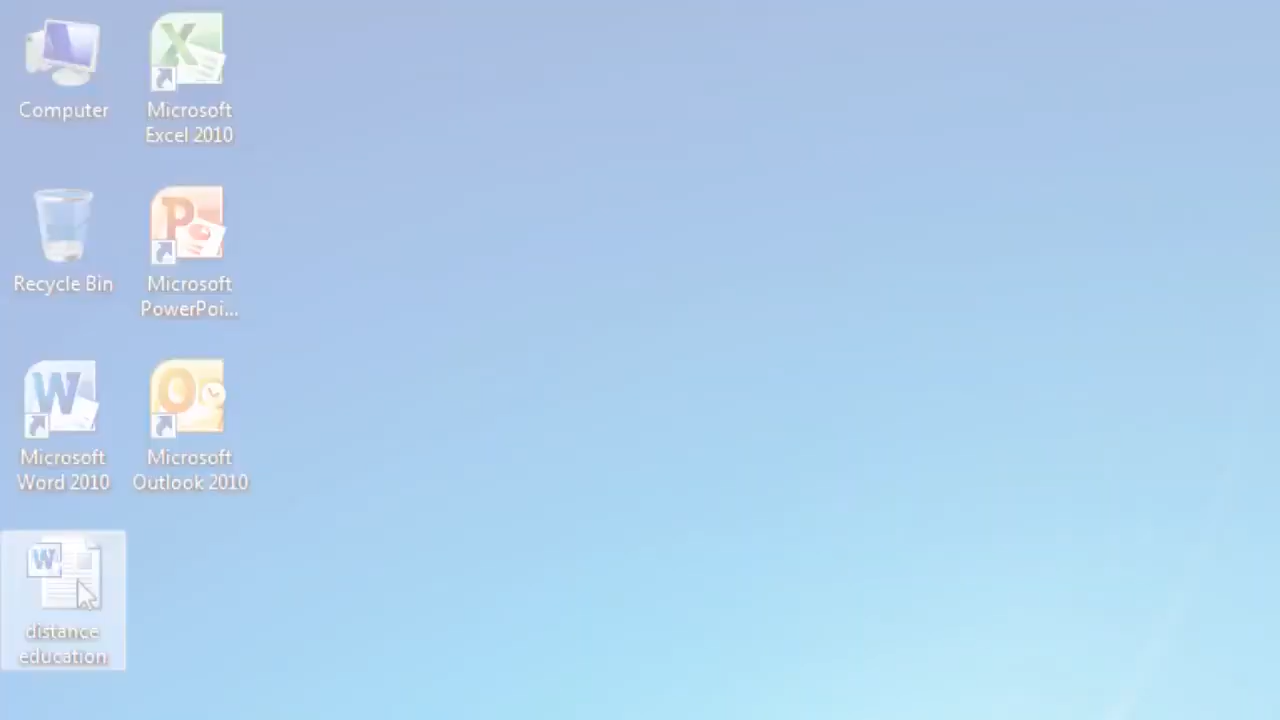 Computer
Microsoft
Excel 2010
Recycle Bin
Microsoft
PowerPoi...
Microsoft
Word 2010
Microsoft
Outlook 2010
distance
education